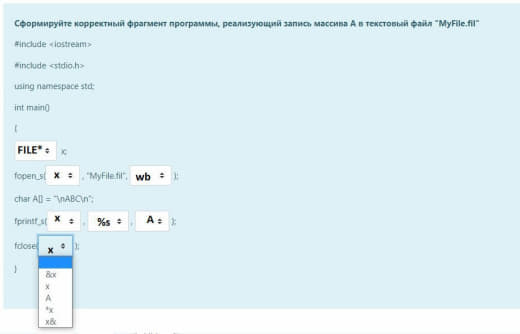 Сформируйте корректный фрагмент программы, реализующий запись массива A в текстовый файл "MyFile.fil"
#include <iostream>
#include <stdio.h>
using namespace std;
int main()
{
FILE* x;
fopen_s( x , "MyFile.fil", wb );
char A[] = "\nABC\n";
fprintf_s( x , %s , A );
fclose( x );
}
&x
x
A
*x
x&